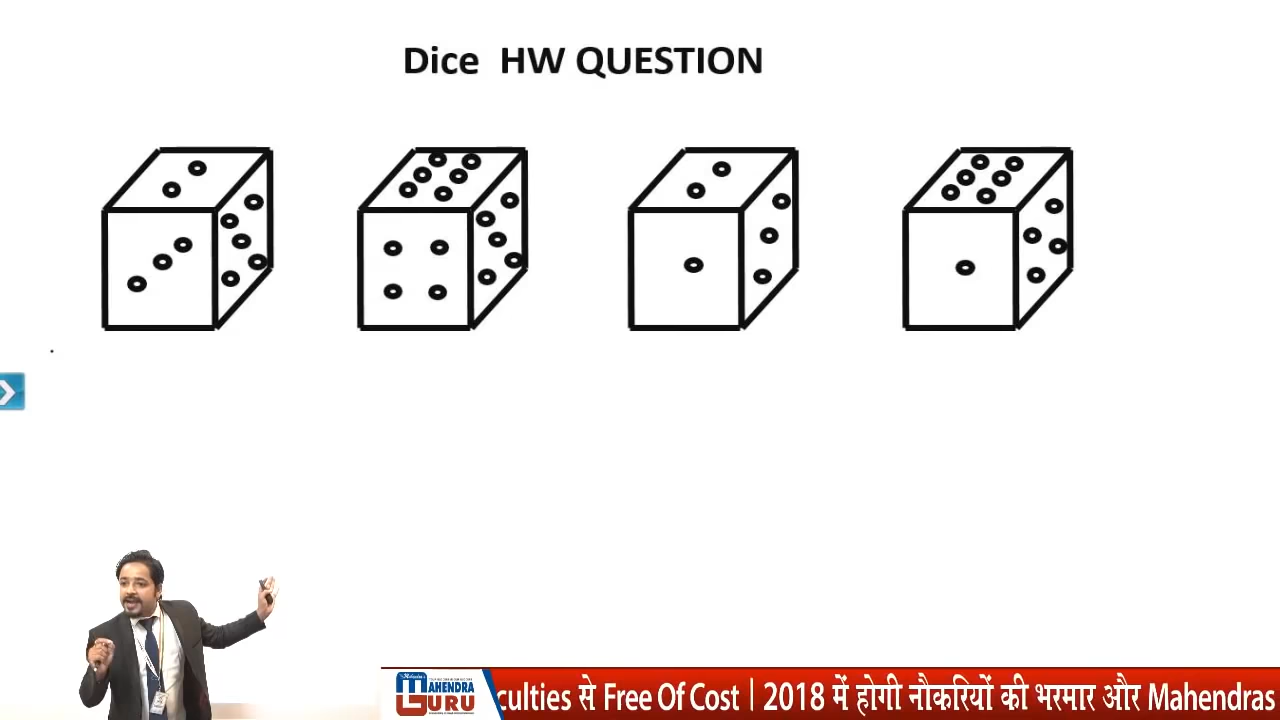 Dice HW QUESTION
MAHENDRA
GURU
culties से Free Of Cost | 2018 में होगी नौकरियों की भरमार और Mahendras